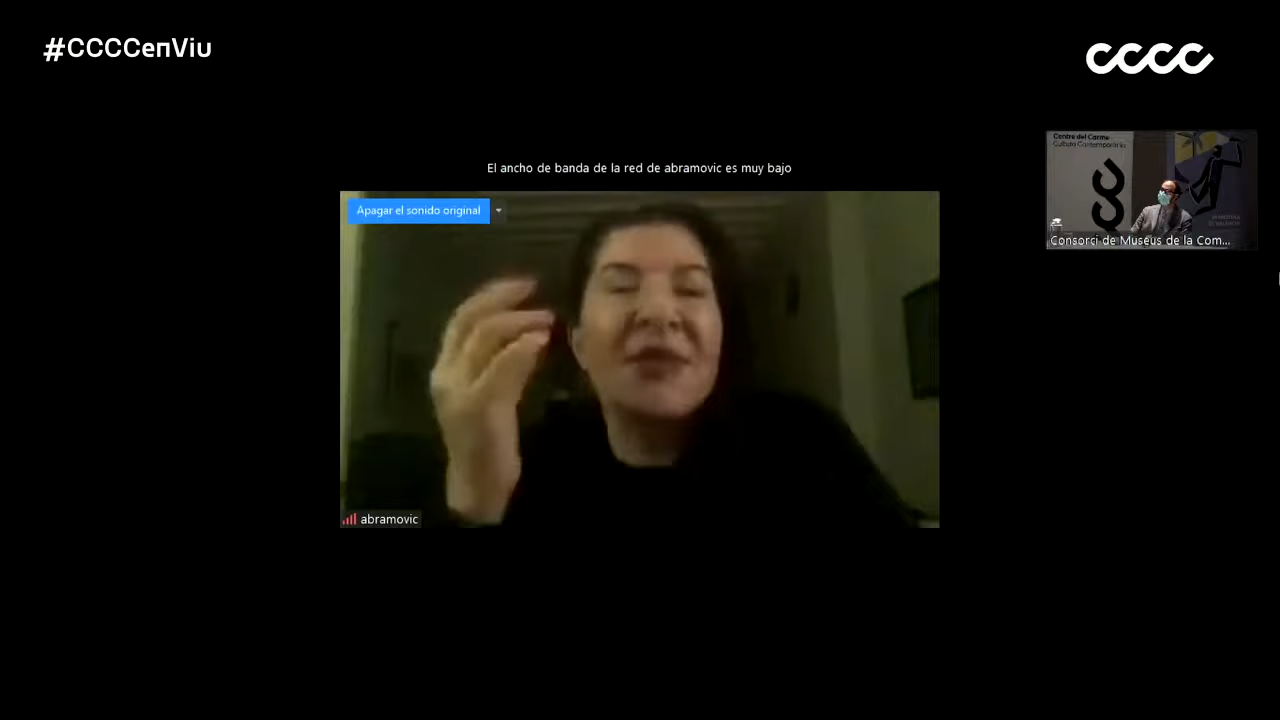 #CCCCenViu
cccc
El ancho de banda de la red de abramovic es muy bajo
Apagar el sonido original
abramovic
Centre del Carme
Cultura Contemporània
Consorci de Museus de la Com...